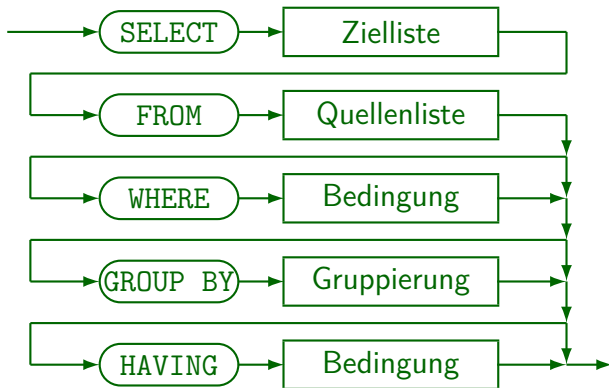 SELECT Zielliste
FROM Quellenliste
WHERE Bedingung
GROUP BY Gruppierung
HAVING Bedingung